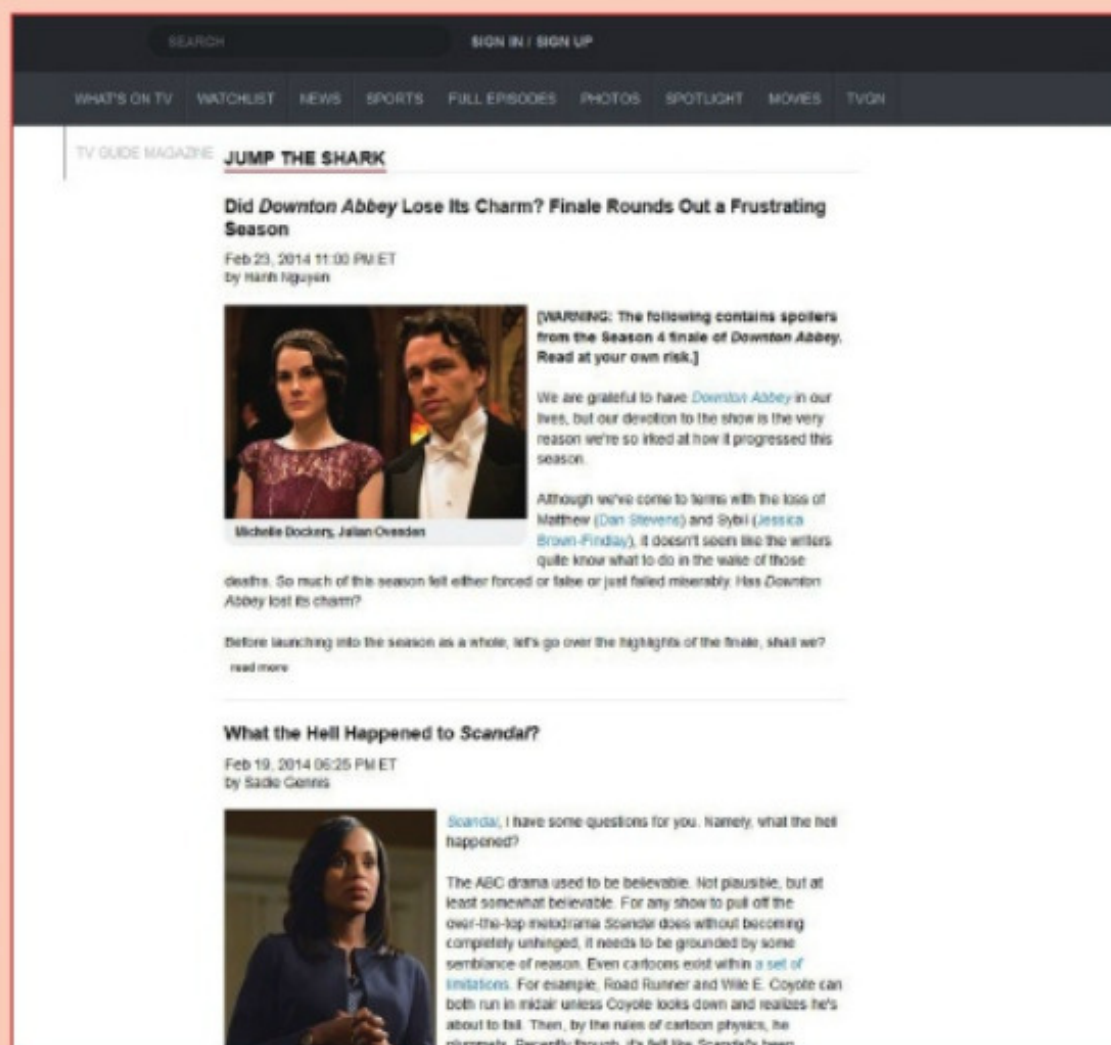 SEARCH
SIGN IN / SIGN UP
WHAT'S ON TV WATCHLIST NEWS SPORTS FULL EPISODES PHOTOS SPOTLIGHT MOVIES TVGN
TV GUIDE MAGAZINE
JUMP THE SHARK
Did Downton Abbey Lose Its Charm? Finale Rounds Out a Frustrating
Season
Feb 23, 2014 11:00 PM ET
by Hanh Nguyen
[WARNING: The following contains spoilers
from the Season 4 finale of Downton Abbey.
Read at your own risk.]
We are grateful to have Downton Abbey in our
lives, but our devotion to the show is the very
reason we're so irked at how it progressed this
season.
Although we've come to terms with the loss of
Matthew (Dan Stevens) and Sybil (Jessica
Brown-Findlay), it doesn't seem like the writers
quite know what to do in the wake of those
Michelle Dockery, Julian Ovenden
deaths. So much of this season felt either forced or false or just failed miserably. Has Downton
Abbey lost its charm?
Before launching into the season as a whole, let's go over the highlights of the finale, shall we?
read more
What the Hell Happened to Scandal?
Feb 19, 2014 06:25 PM ET
by Sadie Gennis
Scandal, I have some questions for you. Namely, what the hell
happened?
The ABC drama used to be believable. Not plausible, but at
least somewhat believable. For any show to pull off the
over-the-top melodrama Scandal does without becoming
completely unhinged, it needs to be grounded by some
semblance of reason. Even cartoons exist within a set of
limitations. For example, Road Runner and Wile E. Coyote can
both run in midair unless Coyote looks down and realizes he's
about to fall. Then, by the rules of cartoon physics, he
plummets. Recently though, it's felt like Scandal's been